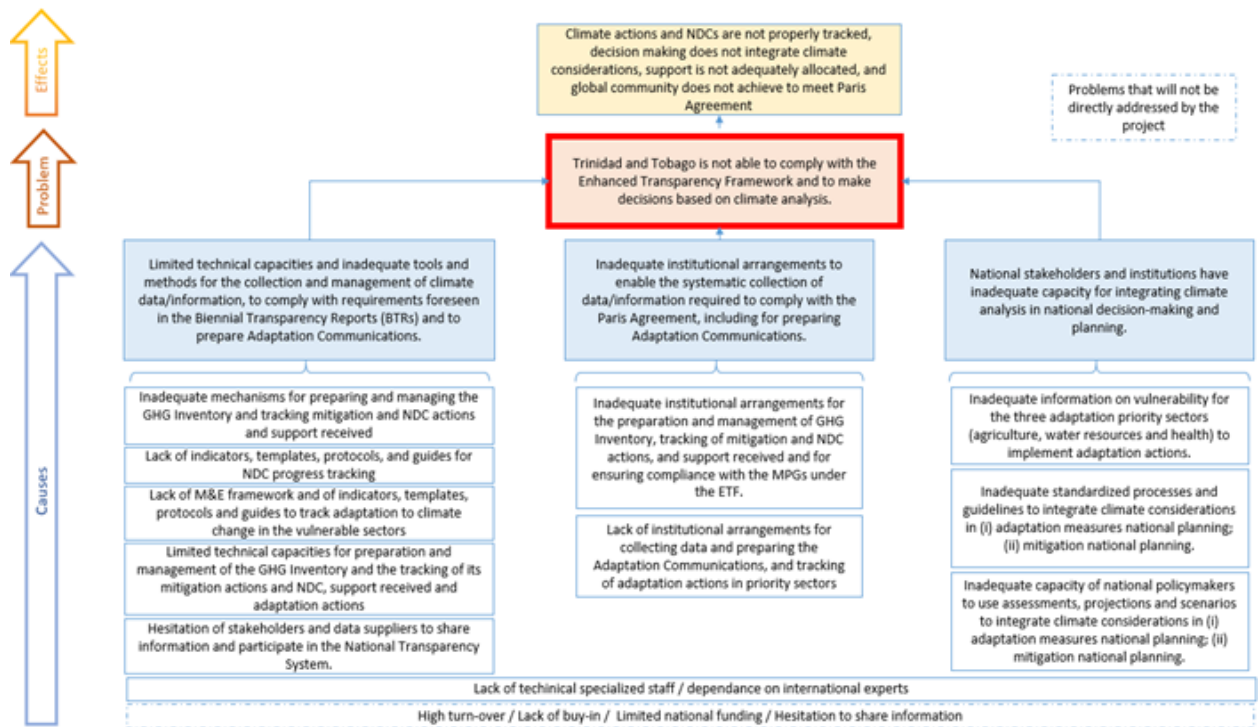 Effects
Climate actions and NDCs are not properly tracked,
decision making does not integrate climate
considerations, support is not adequately allocated, and
global community does not achieve to meet Paris
Agreement
Problems that will not be
directly addressed by the
project
Problem
Trinidad and Tobago is not able to comply with the
Enhanced Transparency Framework and to make
decisions based on climate analysis.
Causes
Limited technical capacities and inadequate tools and
methods for the collection and management of climate
data/information, to comply with requirements foreseen
in the Biennial Transparency Reports (BTRs) and to
prepare Adaptation Communications.
Inadequate institutional arrangements to
enable the systematic collection of
data/information required to comply with the
Paris Agreement, including for preparing
Adaptation Communications.
National stakeholders and institutions have
inadequate capacity for integrating climate
analysis in national decision-making and
planning.
Inadequate mechanisms for preparing and managing the
GHG Inventory and tracking mitigation and NDC actions
and support received
Lack of indicators, templates, protocols, and guides for
NDC progress tracking
Lack of M&E framework and of indicators, templates,
protocols and guides to track adaptation to climate
change in the vulnerable sectors
Limited technical capacities for preparation and
management of the GHG Inventory and the tracking of its
mitigation actions and NDC, support received and
adaptation actions
Hesitation of stakeholders and data suppliers to share
information and participate in the National Transparency
System.
Inadequate institutional arrangements for
the preparation and management of GHG
Inventory, tracking of mitigation and NDC
actions, and support received and for
ensuring compliance with the MPGs under
the ETF.
Lack of institutional arrangements for
collecting data and preparing the
Adaptation Communications, and tracking
of adaptation actions in priority sectors
Inadequate information on vulnerability for
the three adaptation priority sectors
(agriculture, water resources and health) to
implement adaptation actions.
Inadequate standardized processes and
guidelines to integrate climate considerations
in (i) adaptation measures national planning;
(ii) mitigation national planning.
Inadequate capacity of national policymakers
to use assessments, projections and scenarios
to integrate climate considerations in (i)
adaptation measures national planning; (ii)
mitigation national planning.
Lack of techinical specialized staff / dependance on international experts
High turn-over / Lack of buy-in / Limited national funding / Hesitation to share information